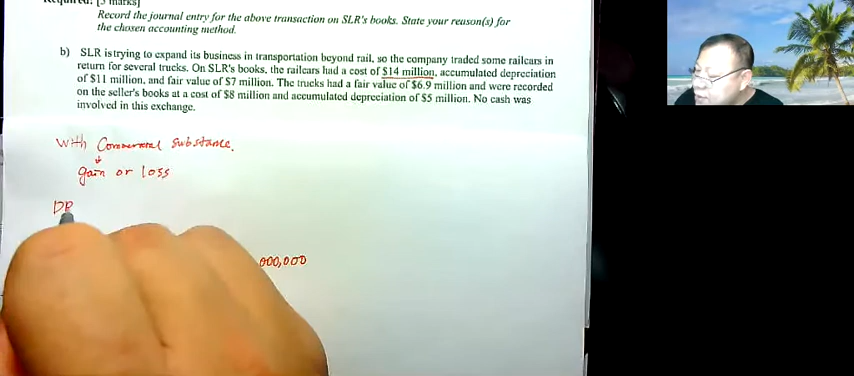 [5 marks]
Record the journal entry for the above transaction on SLR's books. State your reason(s) for
the chosen accounting method.
b) SLR is trying to expand its business in transportation beyond rail, so the company traded some railcars in
return for several trucks. On SLR's books, the railcars had a cost of $14 million, accumulated depreciation
of $11 million, and fair value of $7 million. The trucks had a fair value of $6.9 million and were recorded
on the seller's books at a cost of $8 million and accumulated depreciation of $5 million. No cash was
involved in this exchange.
With Commercial Substance.
gain or loss
DR
000,000